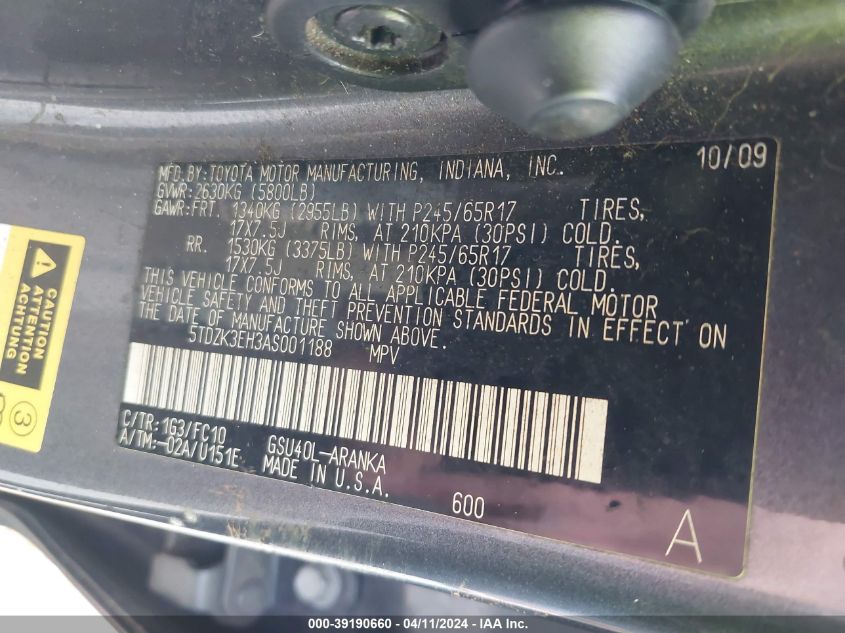 MFD.BY:TOYOTA MOTOR MANUFACTURING, INDIANA, INC. 10/09
GVWR:2630KG (5800LB)
GAWR:FRT. 1340KG (2955LB) WITH P245/65R17 TIRES,
17X7.5J RIMS, AT 210KPA (30PSI) COLD.
RR. 1530KG (3375LB) WITH P245/65R17 TIRES,
17X7.5J RIMS, AT 210KPA (30PSI) COLD.
THIS VEHICLE CONFORMS TO ALL APPLICABLE FEDERAL MOTOR
VEHICLE SAFETY AND THEFT PREVENTION STANDARDS IN EFFECT ON
THE DATE OF MANUFACTURE SHOWN ABOVE.
5TDZK3EH3AS001188 MPV
C/TR:1G3/FC10 GSU40L-ARANKA
A/TM:-02A/U151E MADE IN U.S.A.
600
A
CAUTION
ATTENTION
ACHTUNG
3
000-39190660 - 04/11/2024 - IAA Inc.